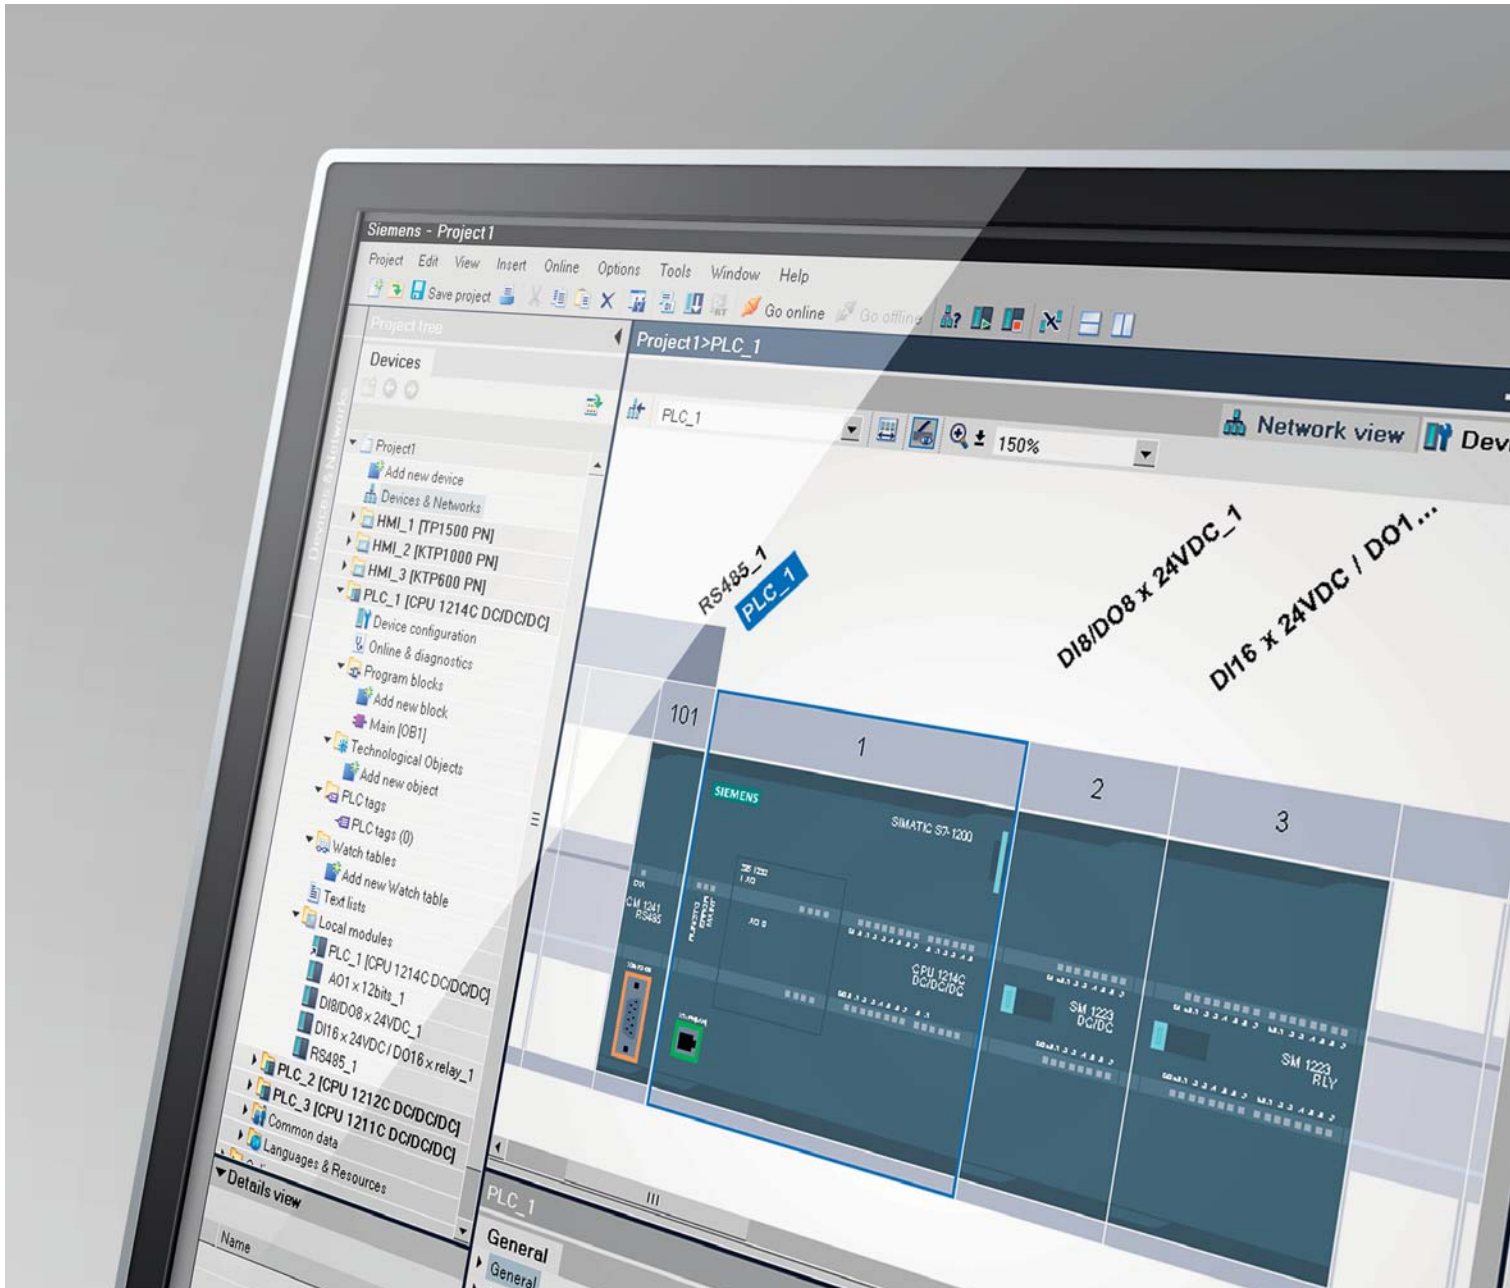 Siemens - Project1
Project Edit View Insert Online Options Tools Window Help
Save project Go online Go offline
Project tree
Project1>PLC_1
Devices
Devices & Networks
PLC_1
150%
Network view
Devi
Project1
Add new device
Devices & Networks
HMI_1 [TP1500 PN]
HMI_2 [KTP1000 PN]
HMI_3 [KTP600 PN]
PLC_1 [CPU 1214C DC/DC/DC]
Device configuration
Online & diagnostics
Program blocks
Add new block
Main [OB1]
Technological Objects
Add new object
PLC tags
PLC tags (0)
Watch tables
Add new Watch table
Text lists
Local modules
PLC_1 [CPU 1214C DC/DC/DC]
AO1 x 12bits_1
DI8/DO8 x 24VDC_1
DI16 x 24VDC / DO16 x relay_1
RS485_1
PLC_2 [CPU 1212C DC/DC/DC]
PLC_3 [CPU 1211C DC/DC/DC]
Common data
Languages & Resources
Details view
Name
RS485_1
PLC_1
DI8/DO8 x 24VDC_1
DI16 x 24VDC / DO1...
101
1
2
3
SIEMENS
SIMATIC S7-1200
CM 1241
RS485
CPU 1214C
DC/DC/DC
SM 1223
DC/DC
SM 1223
RLY
PLC_1
General
General